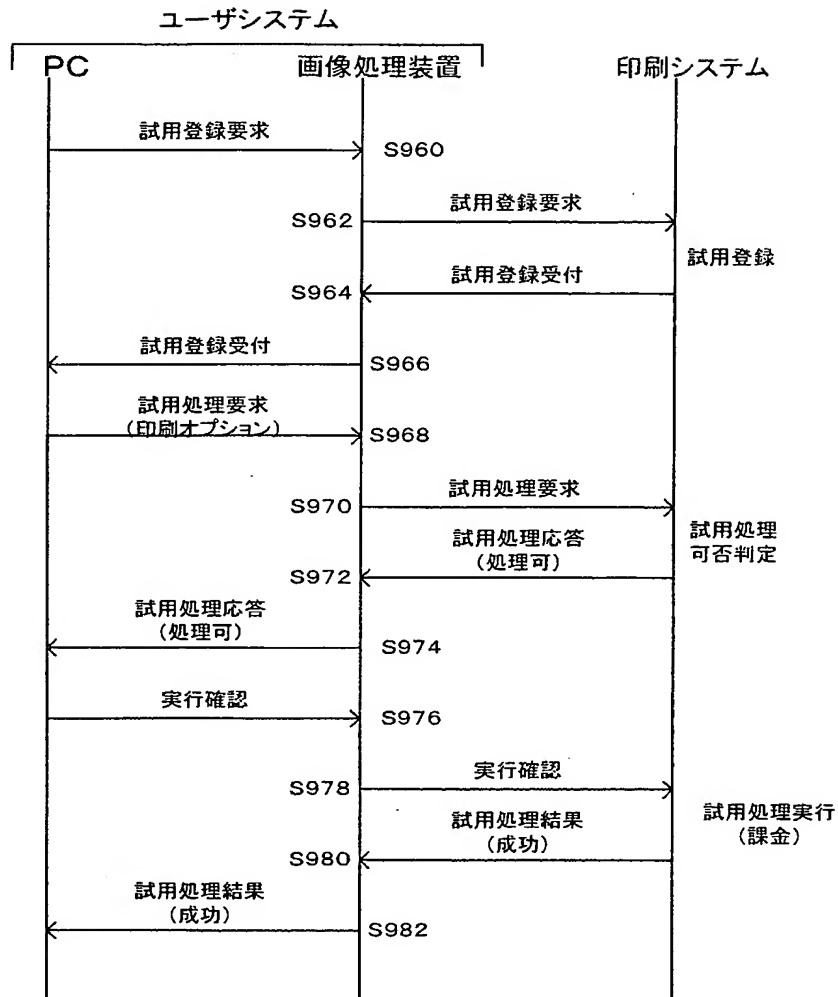 ユーザシステム
PC
画像処理装置
印刷システム
試用登録要求
S960
試用登録要求
S962
試用登録
試用登録受付
S964
試用登録受付
S966
試用処理要求
(印刷オプション)
S968
試用処理要求
S970
試用処理
可否判定
試用処理応答
(処理可)
S972
試用処理応答
(処理可)
S974
実行確認
S976
実行確認
S978
試用処理実行
(課金)
試用処理結果
(成功)
S980
試用処理結果
(成功)
S982